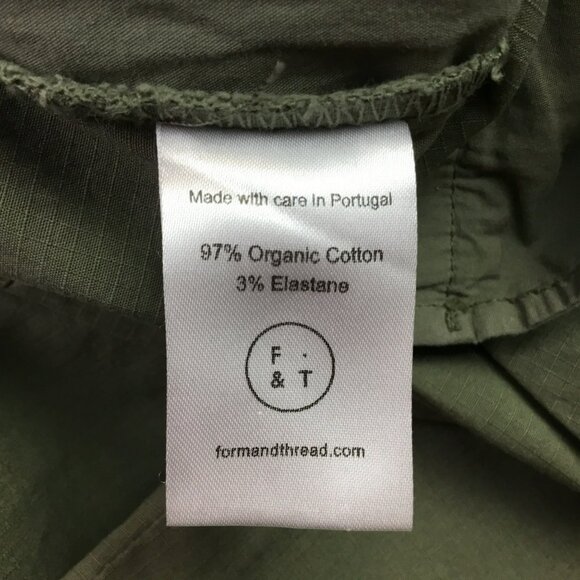 Made with care in Portugal
97% Organic Cotton
3% Elastane
F ·
& T
formandthread.com